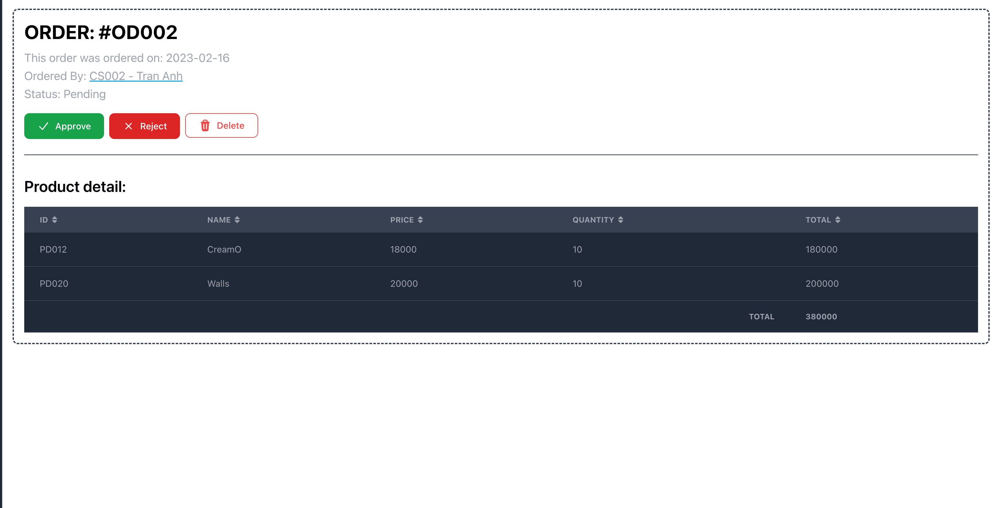 ORDER: #OD002
This order was ordered on: 2023-02-16
Ordered By: CS002 - Tran Anh
Status: Pending
Approve Reject Delete
Product detail:
ID NAME PRICE QUANTITY TOTAL
PD012 CreamO 18000 10 180000
PD020 Walls 20000 10 200000
TOTAL 380000